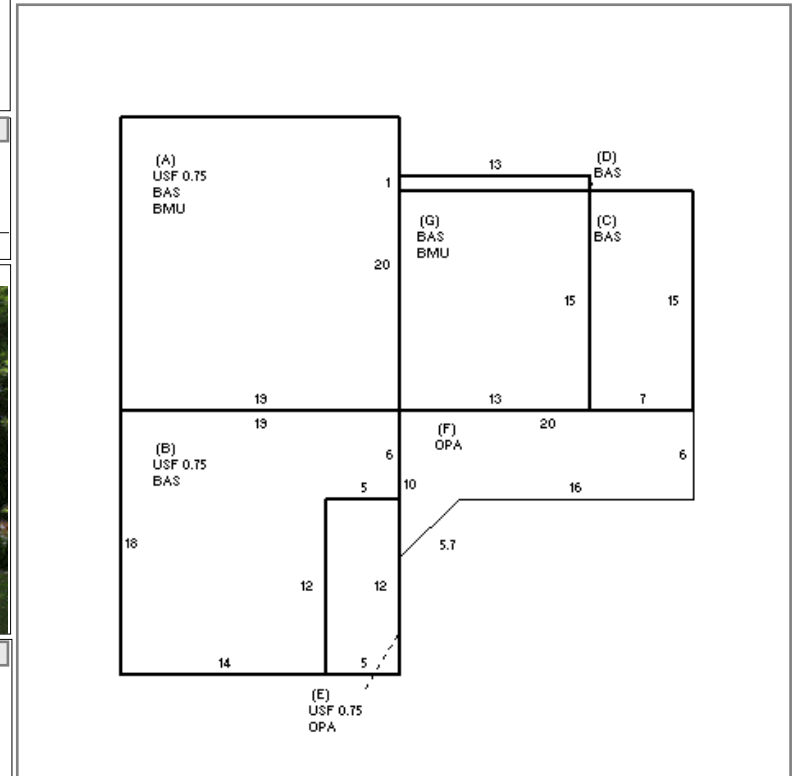 (A)
USF 0.75
BAS
BMU
13
(D)
BAS
1
(G)
BAS
BMU
(C)
BAS
20
15
15
19
13
7
19
20
(F)
OPA
(B)
USF 0.75
BAS
6
6
5
10
16
18
5.7
12
12
14
5
(E)
USF 0.75
OPA